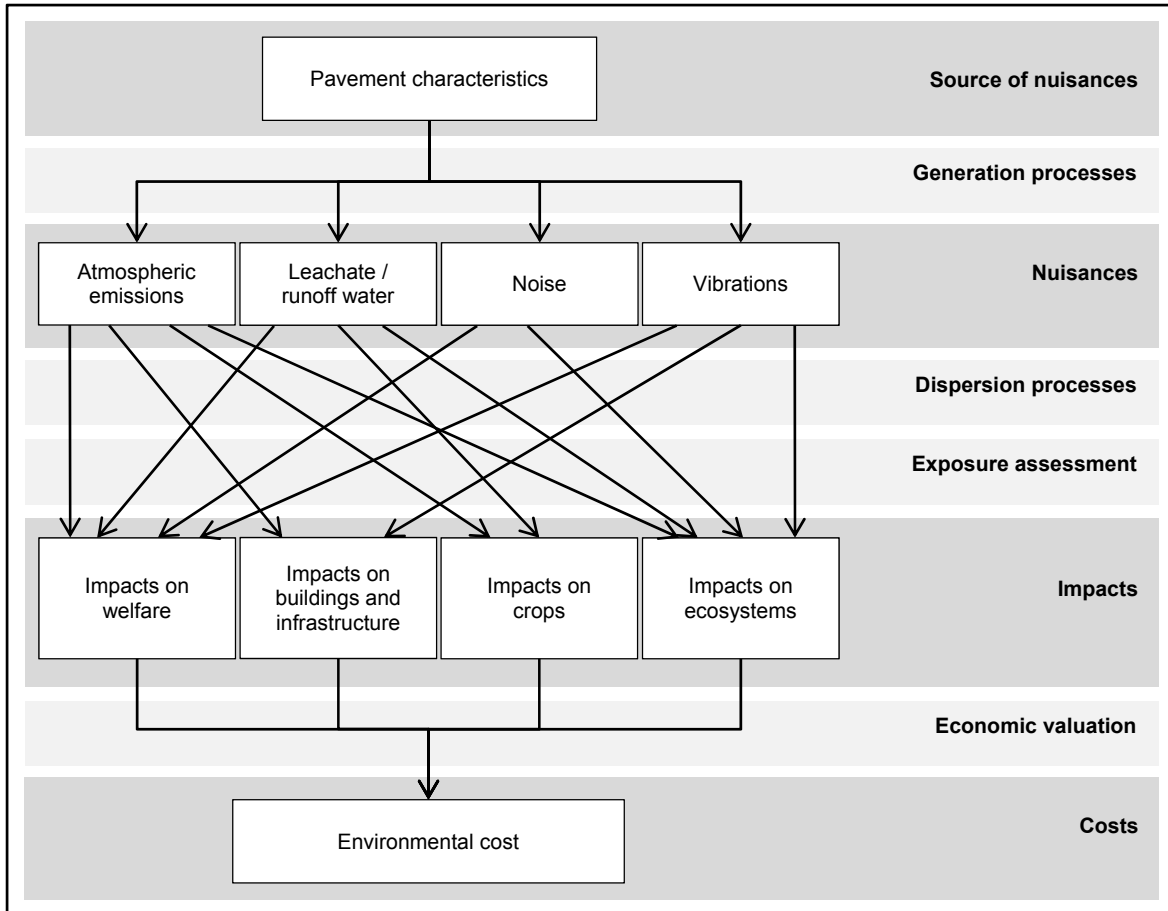 Pavement characteristics
Source of nuisances
Generation processes
Atmospheric
emissions
Leachate /
runoff water
Noise
Vibrations
Nuisances
Dispersion processes
Exposure assessment
Impacts on
welfare
Impacts on
buildings and
infrastructure
Impacts on
crops
Impacts on
ecosystems
Impacts
Economic valuation
Environmental cost
Costs